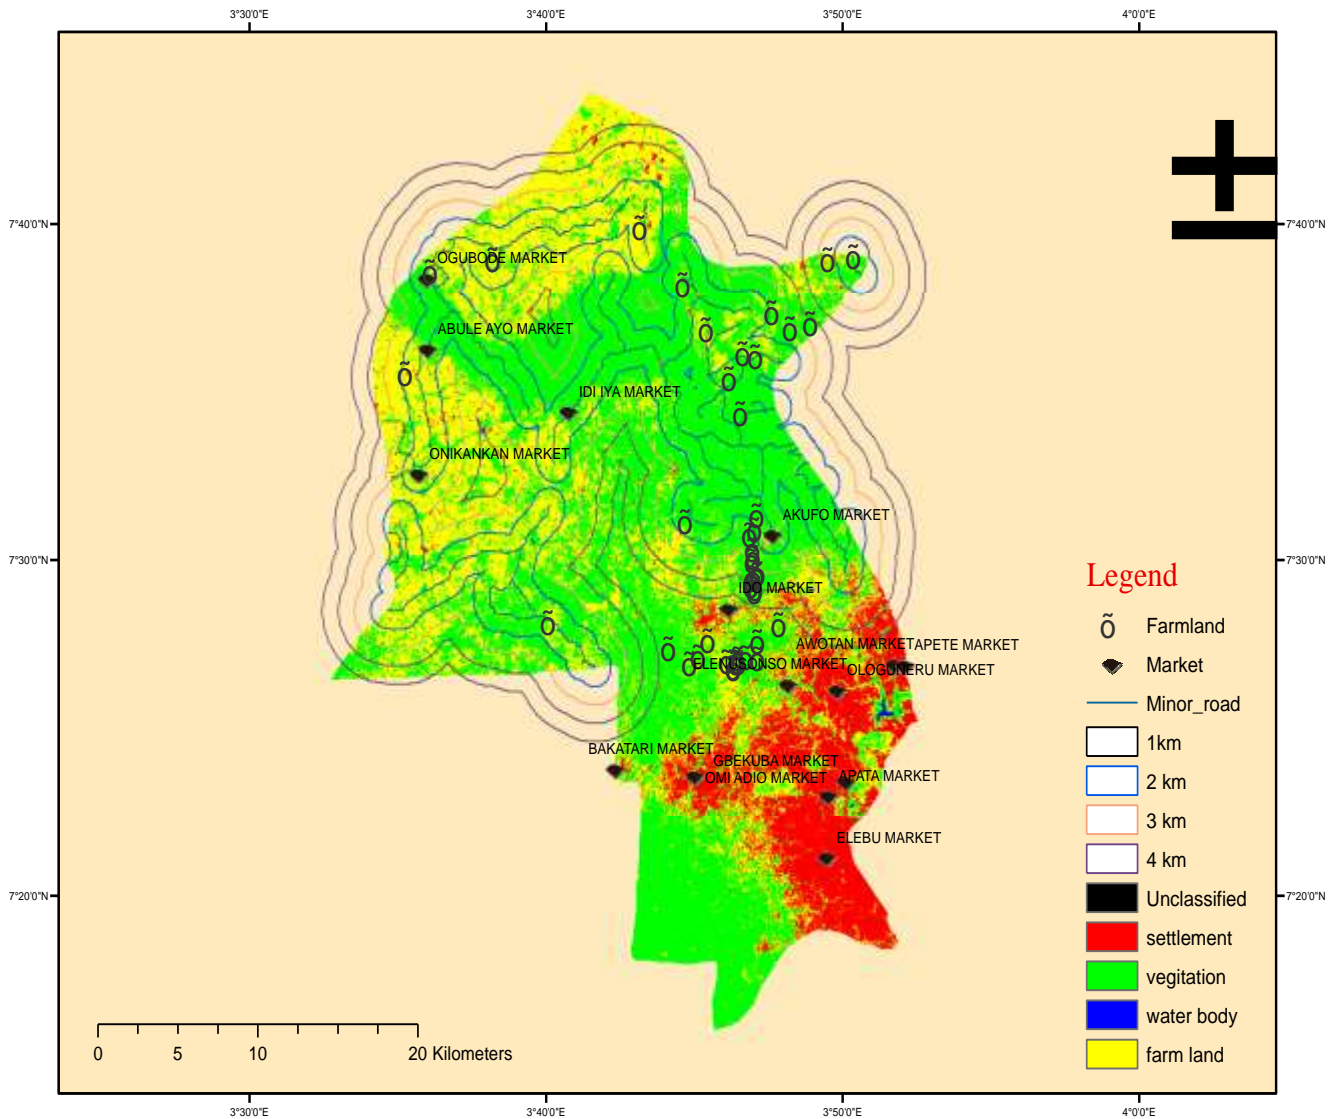 3°30'0"E 3°40'0"E 3°50'0"E 4°0'0"E
7°40'0"N 7°40'0"N
OGUBODE MARKET
ABULE AYO MARKET
IDI IYA MARKET
ONIKANKAN MARKET
AKUFO MARKET
7°30'0"N 7°30'0"N
IDO MARKET
AWOTAN MARKET APETE MARKET
ELENUSONSO MARKET OLOGUNERU MARKET
BAKATARI MARKET
GBEKUBA MARKET
OMI ADIO MARKET APATA MARKET
ELEBU MARKET
7°20'0"N 7°20'0"N
Legend
Farmland
Market
Minor_road
1km
2 km
3 km
4 km
Unclassified
settlement
vegitation
water body
farm land
0 5 10 20 Kilometers
3°30'0"E 3°40'0"E 3°50'0"E 4°0'0"E